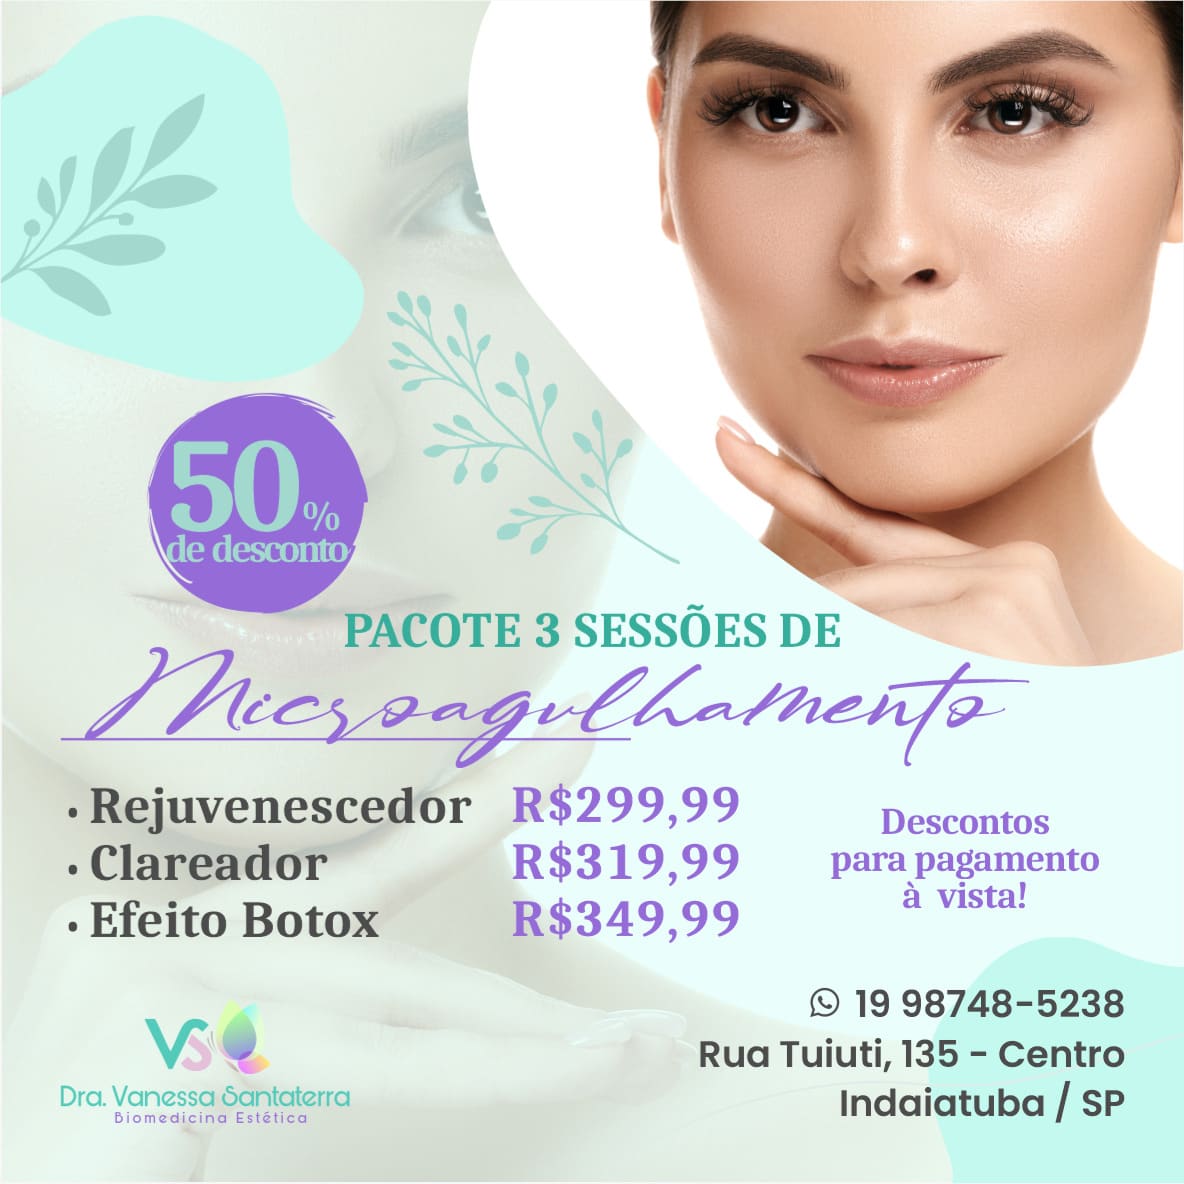 50%
de desconto
PACOTE 3 SESSÕES DE
Microagulhamento
• Rejuvenescedor R$299,99
• Clareador R$319,99
• Efeito Botox R$349,99
Descontos
para pagamento
à vista!
19 98748-5238
Rua Tuiuti, 135 - Centro
Indaiatuba / SP
VS
Dra. Vanessa Santaterra
Biomedicina Estética